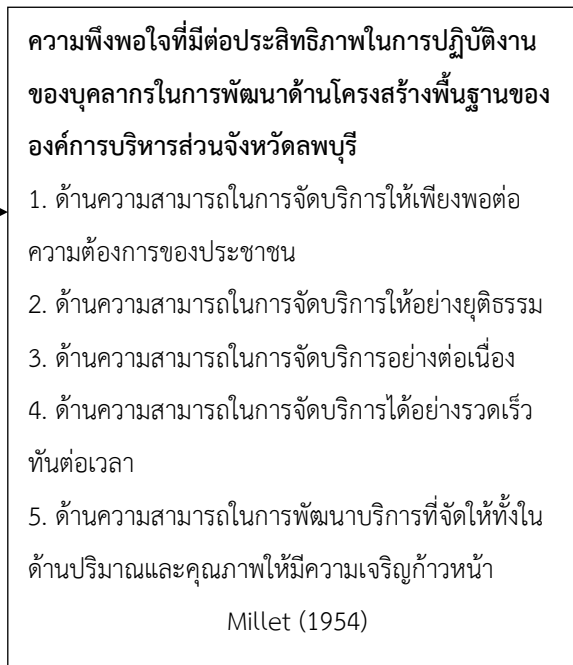 ความพึงพอใจที่มีต่อประสิทธิภาพในการปฏิบัติงาน
ของบุคลากรในการพัฒนาด้านโครงสร้างพื้นฐานของ
องค์การบริหารส่วนจังหวัดลพบุรี
1. ด้านความสามารถในการจัดบริการให้เพียงพอต่อ
ความต้องการของประชาชน
2. ด้านความสามารถในการจัดบริการให้อย่างยุติธรรม
3. ด้านความสามารถในการจัดบริการอย่างต่อเนื่อง
4. ด้านความสามารถในการจัดบริการได้อย่างรวดเร็ว
ทันต่อเวลา
5. ด้านความสามารถในการพัฒนาบริการที่จัดให้ทั้งใน
ด้านปริมาณและคุณภาพให้มีความเจริญก้าวหน้า
Millet (1954)